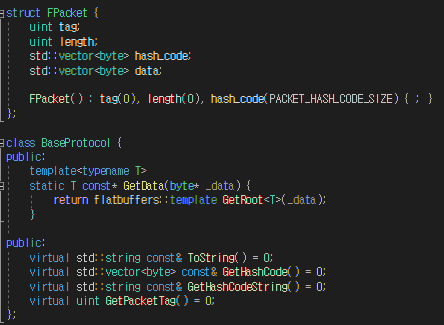 struct FPacket {
uint tag;
uint length;
std::vector<byte> hash_code;
std::vector<byte> data;
FPacket() : tag(0), length(0), hash_code(PACKET_HASH_CODE_SIZE) { ; }
};
class BaseProtocol {
public:
template<typename T>
static T const* GetData(byte* _data) {
return flatbuffers::template GetRoot<T>(_data);
}
public:
virtual std::string const& ToString() = 0;
virtual std::vector<byte> const& GetHashCode() = 0;
virtual std::string const& GetHashCodeString() = 0;
virtual uint GetPacketTag() = 0;
};